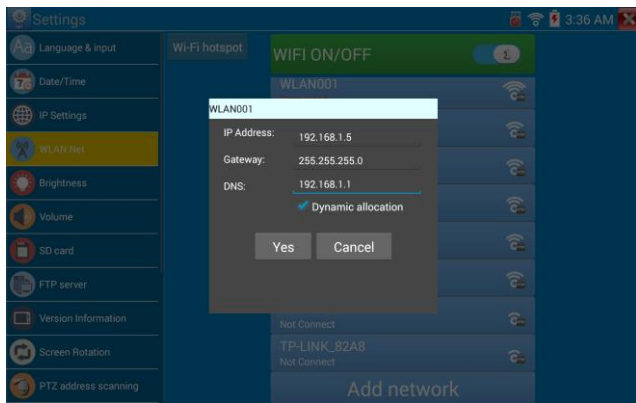 Settings
3:36 AM
Language & input
Date/Time
IP Settings
WLAN Net
Brightness
Volume
SD card
FTP server
Version Information
Screen Rotation
PTZ address scanning
Wi-Fi hotspot
WIFI ON/OFF
WLAN001
WLAN001
IP Address: 192.168.1.5
Gateway: 255.255.255.0
DNS: 192.168.1.1
Dynamic allocation
Yes Cancel
Not Connect
TP-LINK_82A8
Not Connect
Add network